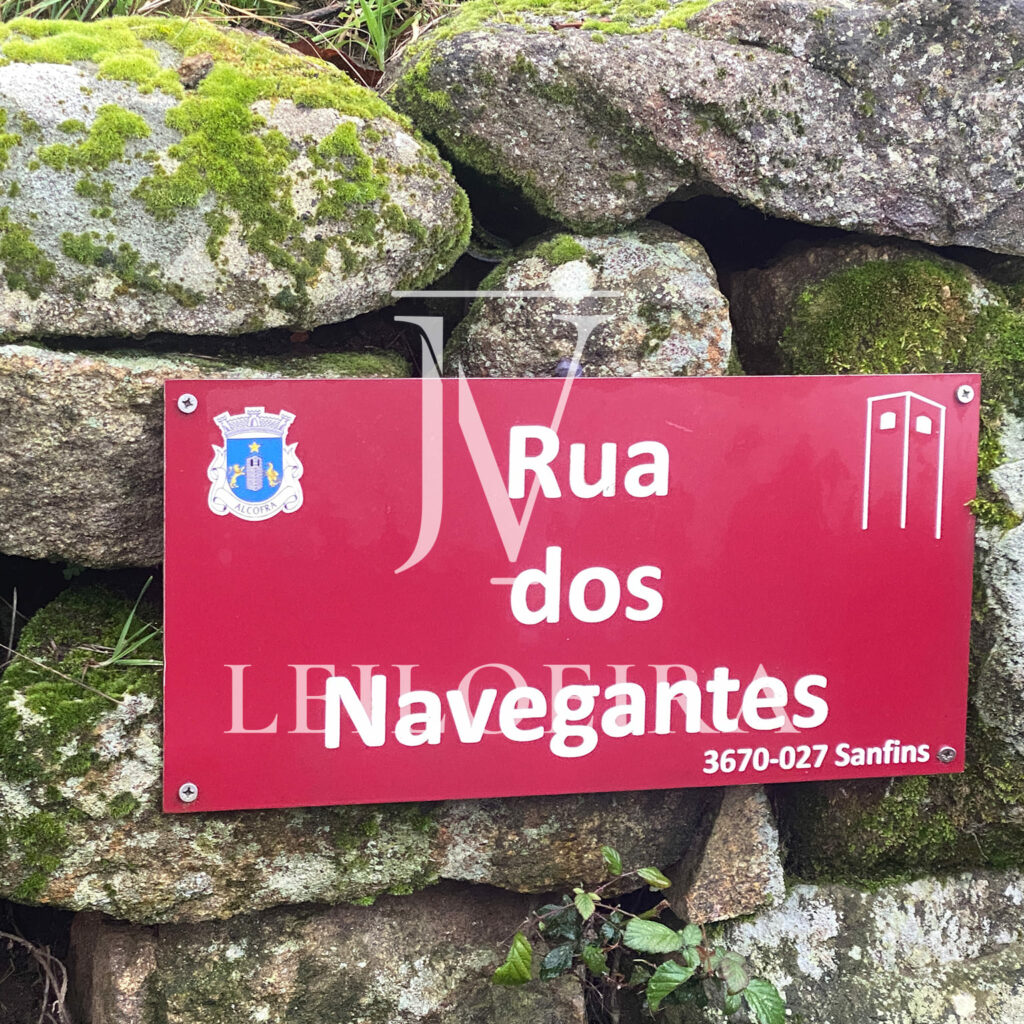 ALCOFRA
Rua
dos
Navegantes
3670-027 Sanfins
JV
LEILOEIRA